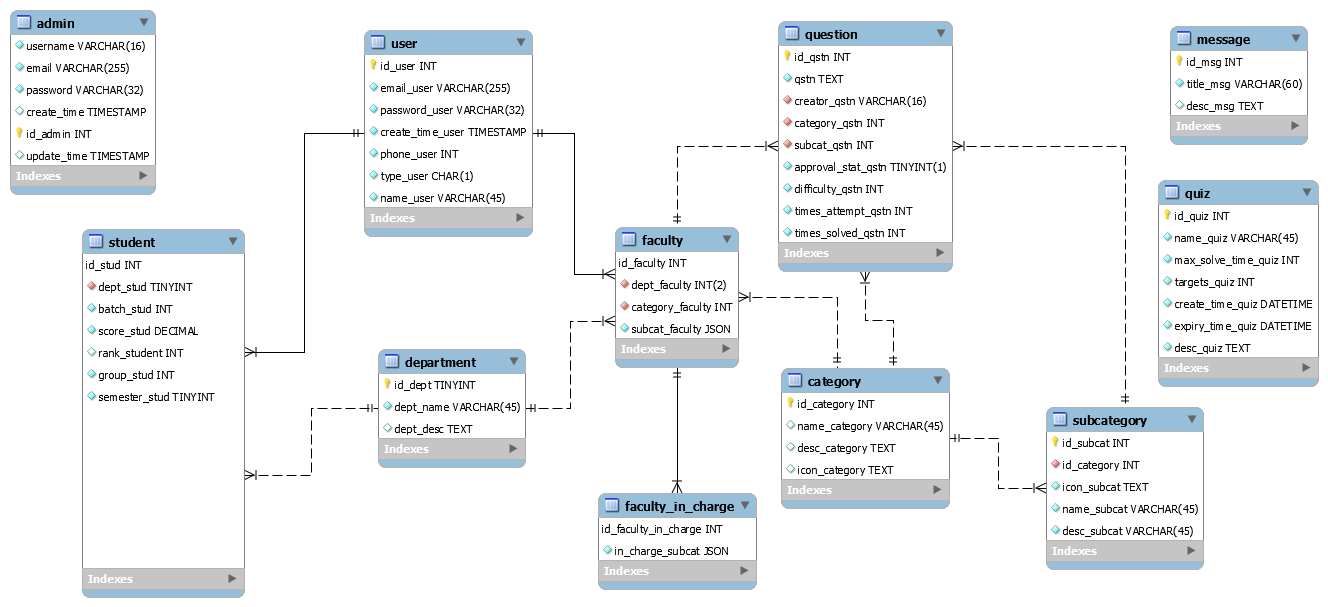 admin
username VARCHAR(16)
email VARCHAR(255)
password VARCHAR(32)
create_time TIMESTAMP
id_admin INT
update_time TIMESTAMP
Indexes
user
id_user INT
email_user VARCHAR(255)
password_user VARCHAR(32)
create_time_user TIMESTAMP
phone_user INT
type_user CHAR(1)
name_user VARCHAR(45)
Indexes
question
id_qstn INT
qstn TEXT
creator_qstn VARCHAR(16)
category_qstn INT
subcat_qstn INT
approval_stat_qstn TINYINT(1)
difficulty_qstn INT
times_attempt_qstn INT
times_solved_qstn INT
Indexes
message
id_msg INT
title_msg VARCHAR(60)
desc_msg TEXT
Indexes
quiz
id_quiz INT
name_quiz VARCHAR(45)
max_solve_time_quiz INT
targets_quiz INT
create_time_quiz DATETIME
expiry_time_quiz DATETIME
desc_quiz TEXT
Indexes
student
id_stud INT
dept_stud TINYINT
batch_stud INT
score_stud DECIMAL
rank_student INT
group_stud INT
semester_stud TINYINT
Indexes
faculty
id_faculty INT
dept_faculty INT(2)
category_faculty INT
subcat_faculty JSON
Indexes
department
id_dept TINYINT
dept_name VARCHAR(45)
dept_desc TEXT
Indexes
category
id_category INT
name_category VARCHAR(45)
desc_category TEXT
icon_category TEXT
Indexes
subcategory
id_subcat INT
id_category INT
icon_subcat TEXT
name_subcat VARCHAR(45)
desc_subcat VARCHAR(45)
Indexes
faculty_in_charge
id_faculty_in_charge INT
in_charge_subcat JSON
Indexes